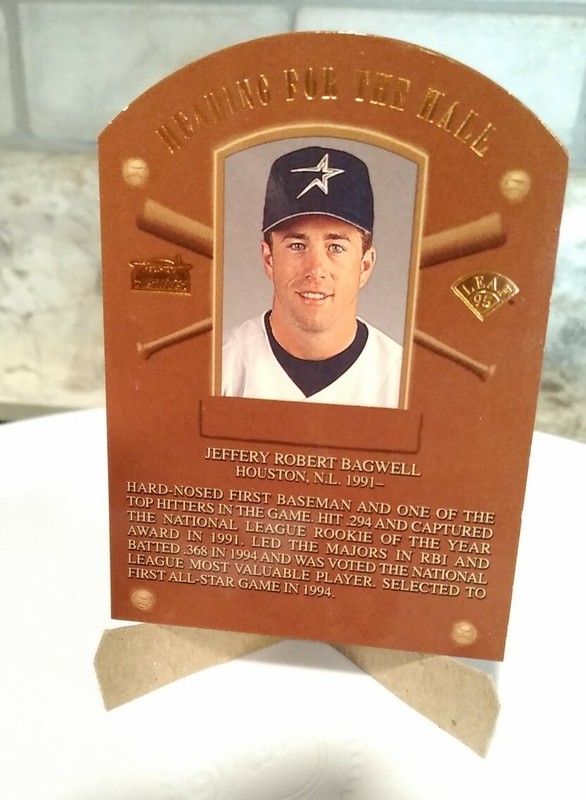 HEADING FOR THE HALL
LEAF
95
JEFFERY ROBERT BAGWELL
HOUSTON, N.L. 1991–
HARD-NOSED FIRST BASEMAN AND ONE OF THE
TOP HITTERS IN THE GAME. HIT .294 AND CAPTURED
THE NATIONAL LEAGUE ROOKIE OF THE YEAR
AWARD IN 1991. LED THE MAJORS IN RBI AND
BATTED .368 IN 1994 AND WAS VOTED THE NATIONAL
LEAGUE MOST VALUABLE PLAYER. SELECTED TO
FIRST ALL-STAR GAME IN 1994.